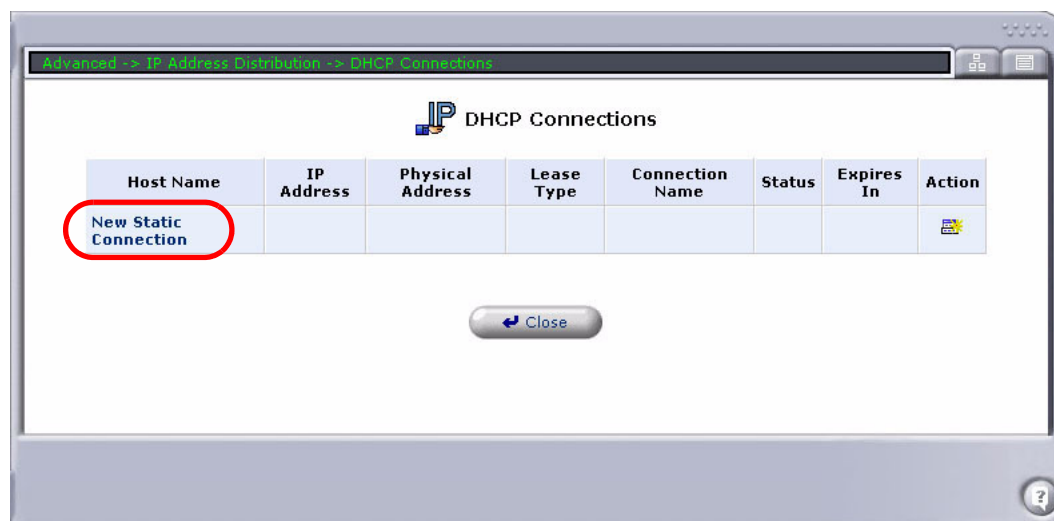 Advanced -> IP Address Distribution -> DHCP Connections
IP DHCP Connections
Host Name
IP Address
Physical Address
Lease Type
Connection Name
Status
Expires In
Action
New Static Connection
Close
?